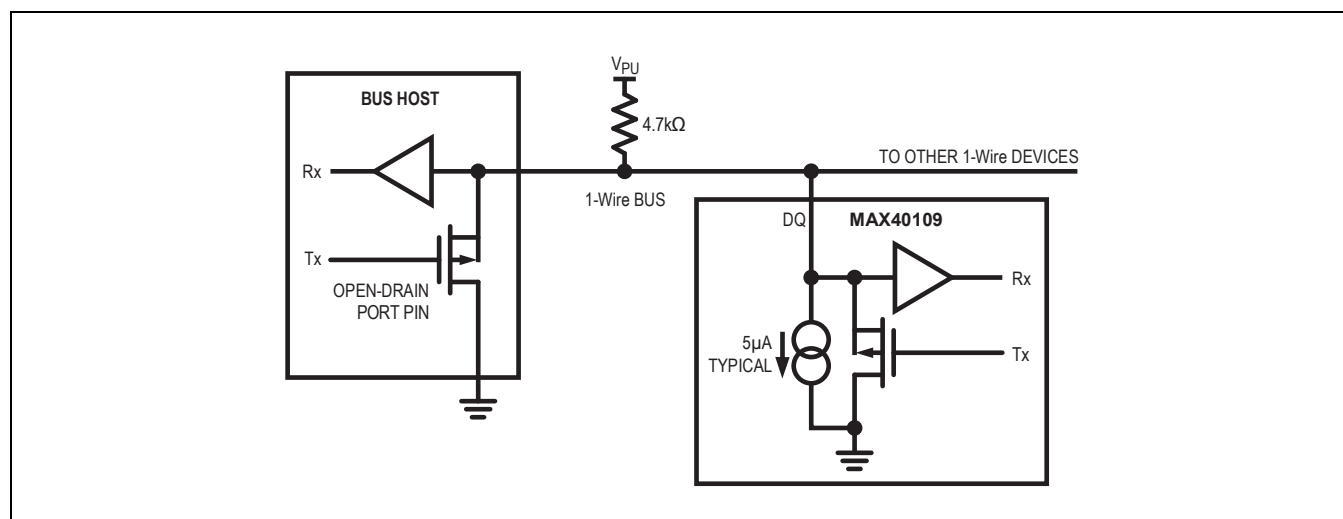 V_PU
BUS HOST
4.7kΩ
Rx
TO OTHER 1-Wire DEVICES
1-Wire BUS
DQ
MAX40109
Tx
OPEN-DRAIN
PORT PIN
Rx
5µA
TYPICAL
Tx